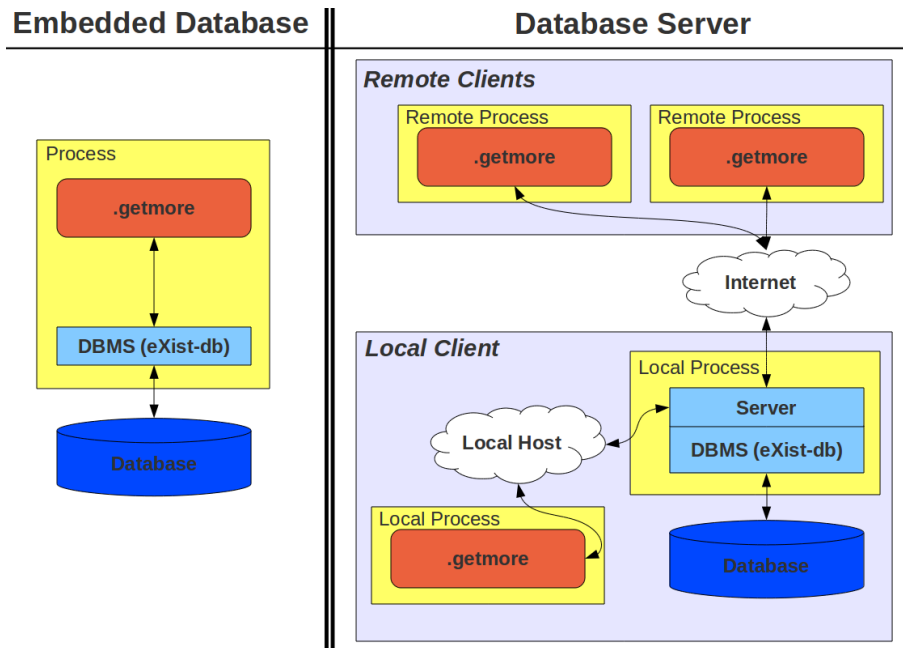 Embedded Database
Process
.getmore
DBMS (eXist-db)
Database
Database Server
Remote Clients
Remote Process
.getmore
Remote Process
.getmore
Internet
Local Client
Local Process
Server
DBMS (eXist-db)
Local Host
Local Process
.getmore
Database